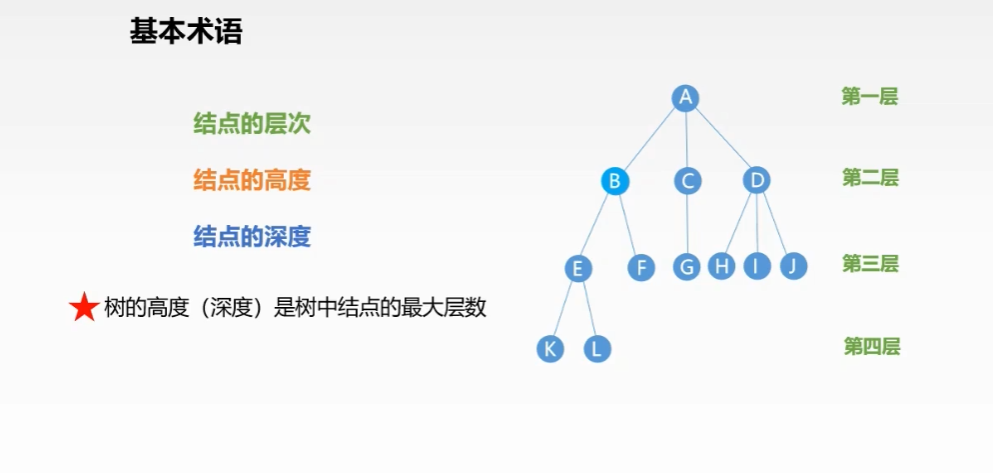 基本术语
结点的层次
结点的高度
结点的深度
树的高度（深度）是树中结点的最大层数
A 第一层
B C D 第二层
E F G H I J 第三层
K L 第四层